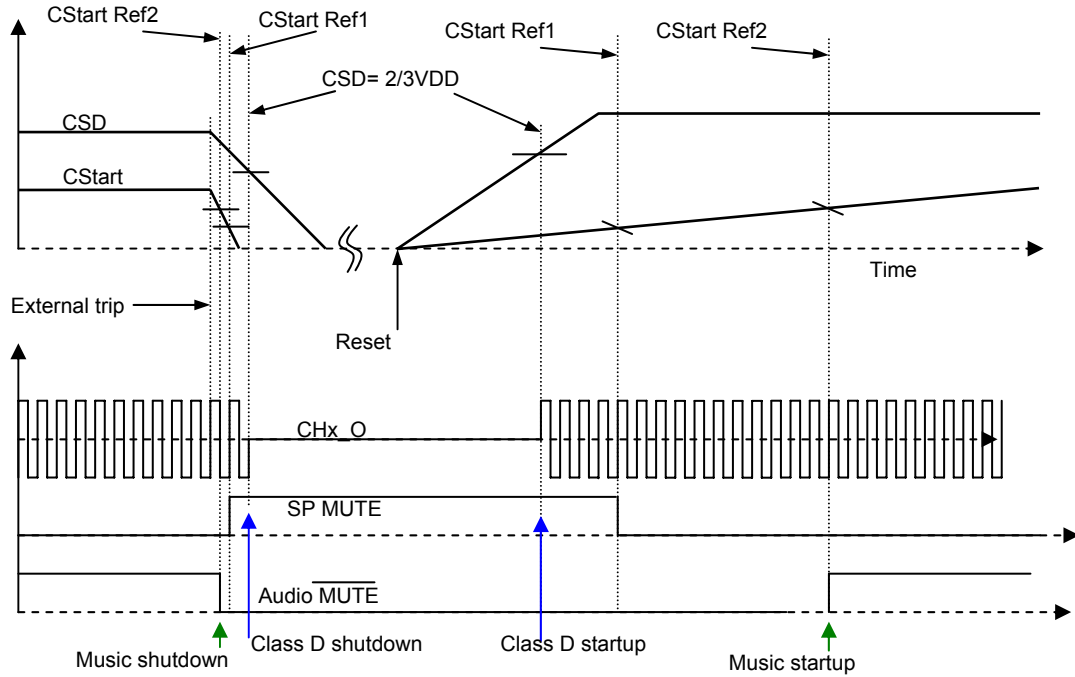 CStart Ref2
CStart Ref1
CStart Ref1
CStart Ref2
CSD= 2/3VDD
CSD
CStart
Time
External trip
Reset
CHx_O
SP MUTE
Audio MUTE
Class D shutdown
Class D startup
Music shutdown
Music startup